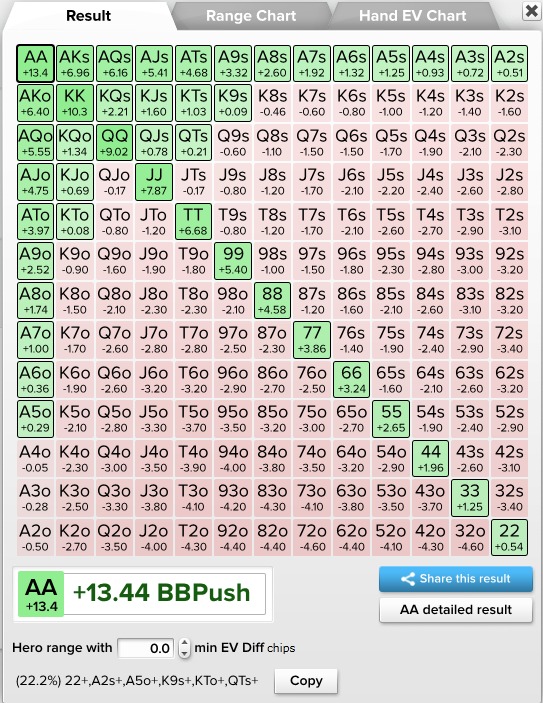 Result Range Chart Hand EV Chart
AA AKs AQs AJs ATs A9s A8s A7s A6s A5s A4s A3s A2s
+13.4 +6.96 +6.16 +5.41 +4.68 +3.32 +2.60 +1.92 +1.32 +1.25 +0.93 +0.72 +0.51
AKo KK KQs KJs KTs K9s K8s K7s K6s K5s K4s K3s K2s
+6.40 +10.3 +2.21 +1.60 +1.03 +0.09 -0.46 -0.60 -0.80 -1.00 -1.20 -1.40 -1.60
AQo KQo QQ QJs QTs Q9s Q8s Q7s Q6s Q5s Q4s Q3s Q2s
+5.55 +1.34 +9.02 +0.78 +0.21 -0.60 -1.10 -1.50 -1.50 -1.70 -1.90 -2.10 -2.30
AJo KJo QJo JJ JTs J9s J8s J7s J6s J5s J4s J3s J2s
+4.75 +0.69 -0.17 +7.87 -0.17 -0.80 -1.20 -1.70 -2.10 -2.20 -2.40 -2.60 -2.80
ATo KTo QTo JTo TT T9s T8s T7s T6s T5s T4s T3s T2s
+3.97 +0.08 -0.80 -1.20 +6.68 -0.80 -1.20 -1.60 -2.10 -2.60 -2.70 -2.90 -3.10
A9o K9o Q9o J9o T9o 99 98s 97s 96s 95s 94s 93s 92s
+2.52 -0.90 -1.60 -1.90 -1.80 +5.40 -1.00 -1.50 -1.80 -2.30 -2.80 -3.00 -3.20
A8o K8o Q8o J8o T8o 98o 88 87s 86s 85s 84s 83s 82s
+1.74 -1.50 -2.10 -2.30 -2.30 -2.10 +4.58 -1.20 -1.60 -2.10 -2.60 -3.10 -3.20
A7o K7o Q7o J7o T7o 97o 87o 77 76s 75s 74s 73s 72s
+1.00 -1.70 -2.60 -2.80 -2.80 -2.50 -2.30 +3.86 -1.40 -1.90 -2.40 -2.90 -3.40
A6o K6o Q6o J6o T6o 96o 86o 76o 66 65s 64s 63s 62s
+0.36 -1.90 -2.60 -3.20 -3.20 -2.90 -2.70 -2.50 +3.24 -1.60 -2.10 -2.60 -3.20
A5o K5o Q5o J5o T5o 95o 85o 75o 65o 55 54s 53s 52s
+0.29 -2.10 -2.80 -3.30 -3.70 -3.50 -3.20 -3.00 -2.70 +2.65 -1.90 -2.40 -2.90
A4o K4o Q4o J4o T4o 94o 84o 74o 64o 54o 44 43s 42s
-0.05 -2.30 -3.00 -3.50 -3.90 -4.00 -3.80 -3.50 -3.20 -2.90 +1.96 -2.60 -3.10
A3o K3o Q3o J3o T3o 93o 83o 73o 63o 53o 43o 33 32s
-0.28 -2.50 -3.30 -3.80 -4.10 -4.20 -4.30 -4.10 -3.80 -3.50 -3.70 +1.25 -3.40
A2o K2o Q2o J2o T2o 92o 82o 72o 62o 52o 42o 32o 22
-0.50 -2.70 -3.50 -4.00 -4.30 -4.40 -4.40 -4.60 -4.40 -4.10 -4.30 -4.60 +0.54
AA
+13.4
+13.44 BBPush
Share this result
AA detailed result
Hero range with 0.0 min EV Diff chips
(22.2%) 22+,A2s+,A5o+,K9s+,KTo+,QTs+ Copy